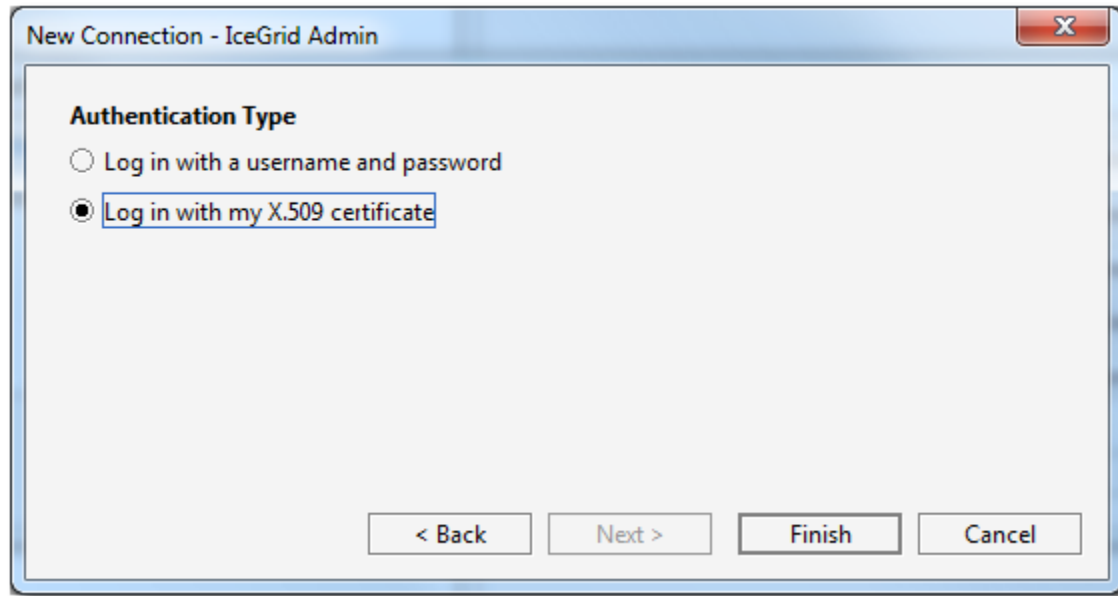 New Connection - IceGrid Admin
Authentication Type
Log in with a username and password
Log in with my X.509 certificate
< Back Next > Finish Cancel